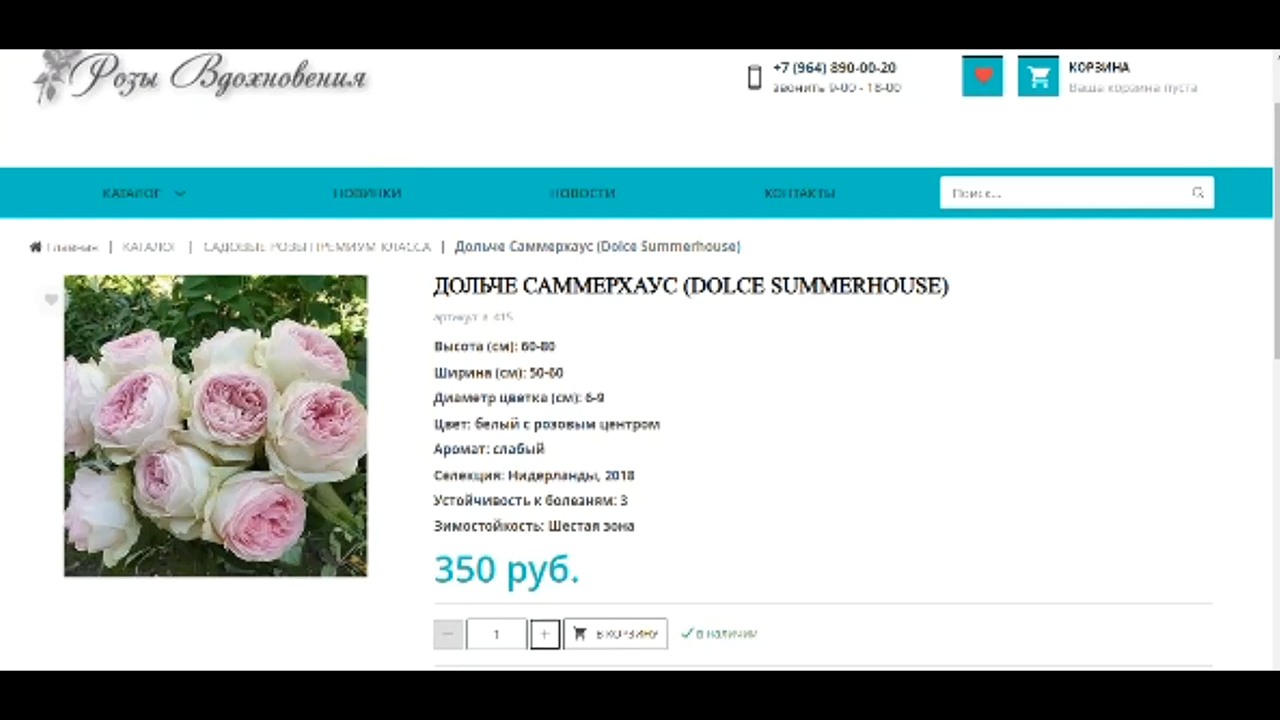 Розы Вдохновения
+7 (964) 890-00-20
звонить 9-00 - 18-00
КОРЗИНА
Ваша корзина пуста
КАТАЛОГ
НОВИНКИ
НОВОСТИ
КОНТАКТЫ
Поиск...
Главная | КАТАЛОГ | САДОВЫЕ РОЗЫ ПРЕМИУМ КЛАССА | Дольче Саммерхаус (Dolce Summerhouse)
ДОЛЬЧЕ САММЕРХАУС (DOLCE SUMMERHOUSE)
артикул: 415
Высота (см): 60-80
Ширина (см): 50-60
Диаметр цветка (см): 6-9
Цвет: белый с розовым центром
Аромат: слабый
Селекция: Нидерланды, 2018
Устойчивость к болезням: 3
Зимостойкость: Шестая зона
350 руб.
− 1 + В КОРЗИНУ в наличии